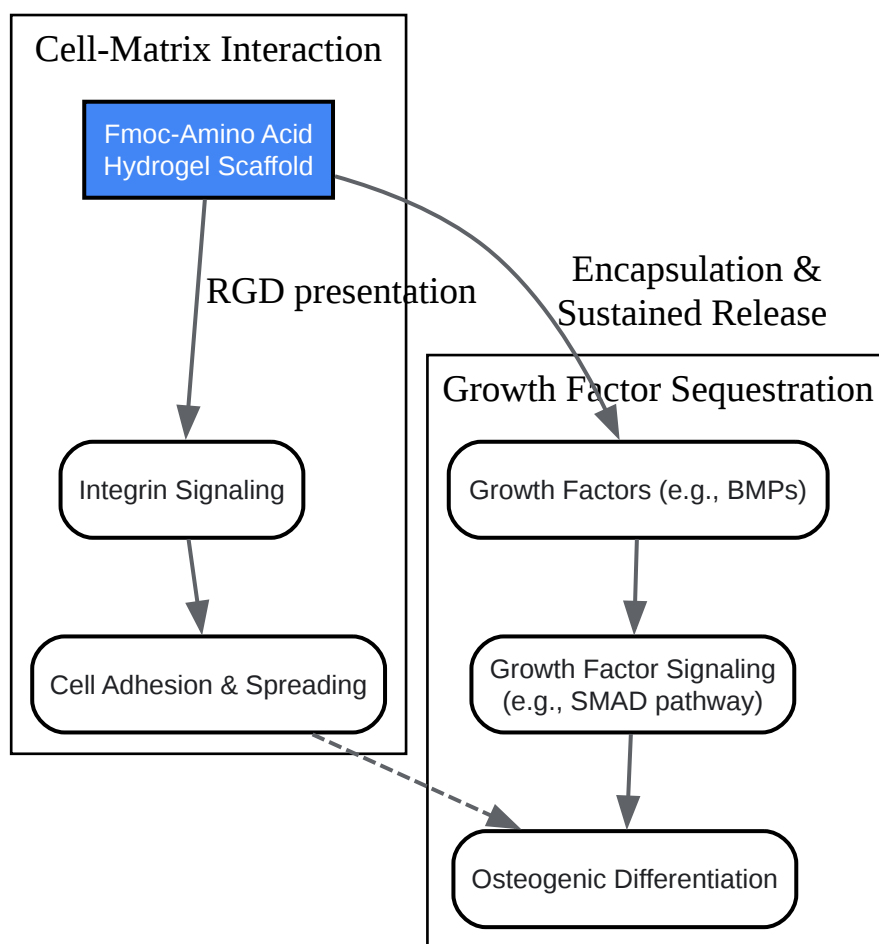 Cell-Matrix Interaction
Fmoc-Amino Acid
Hydrogel Scaffold
RGD presentation
Encapsulation &
Sustained Release
Growth Factor Sequestration
Integrin Signaling
Growth Factors (e.g., BMPs)
Cell Adhesion & Spreading
Growth Factor Signaling
(e.g., SMAD pathway)
Osteogenic Differentiation